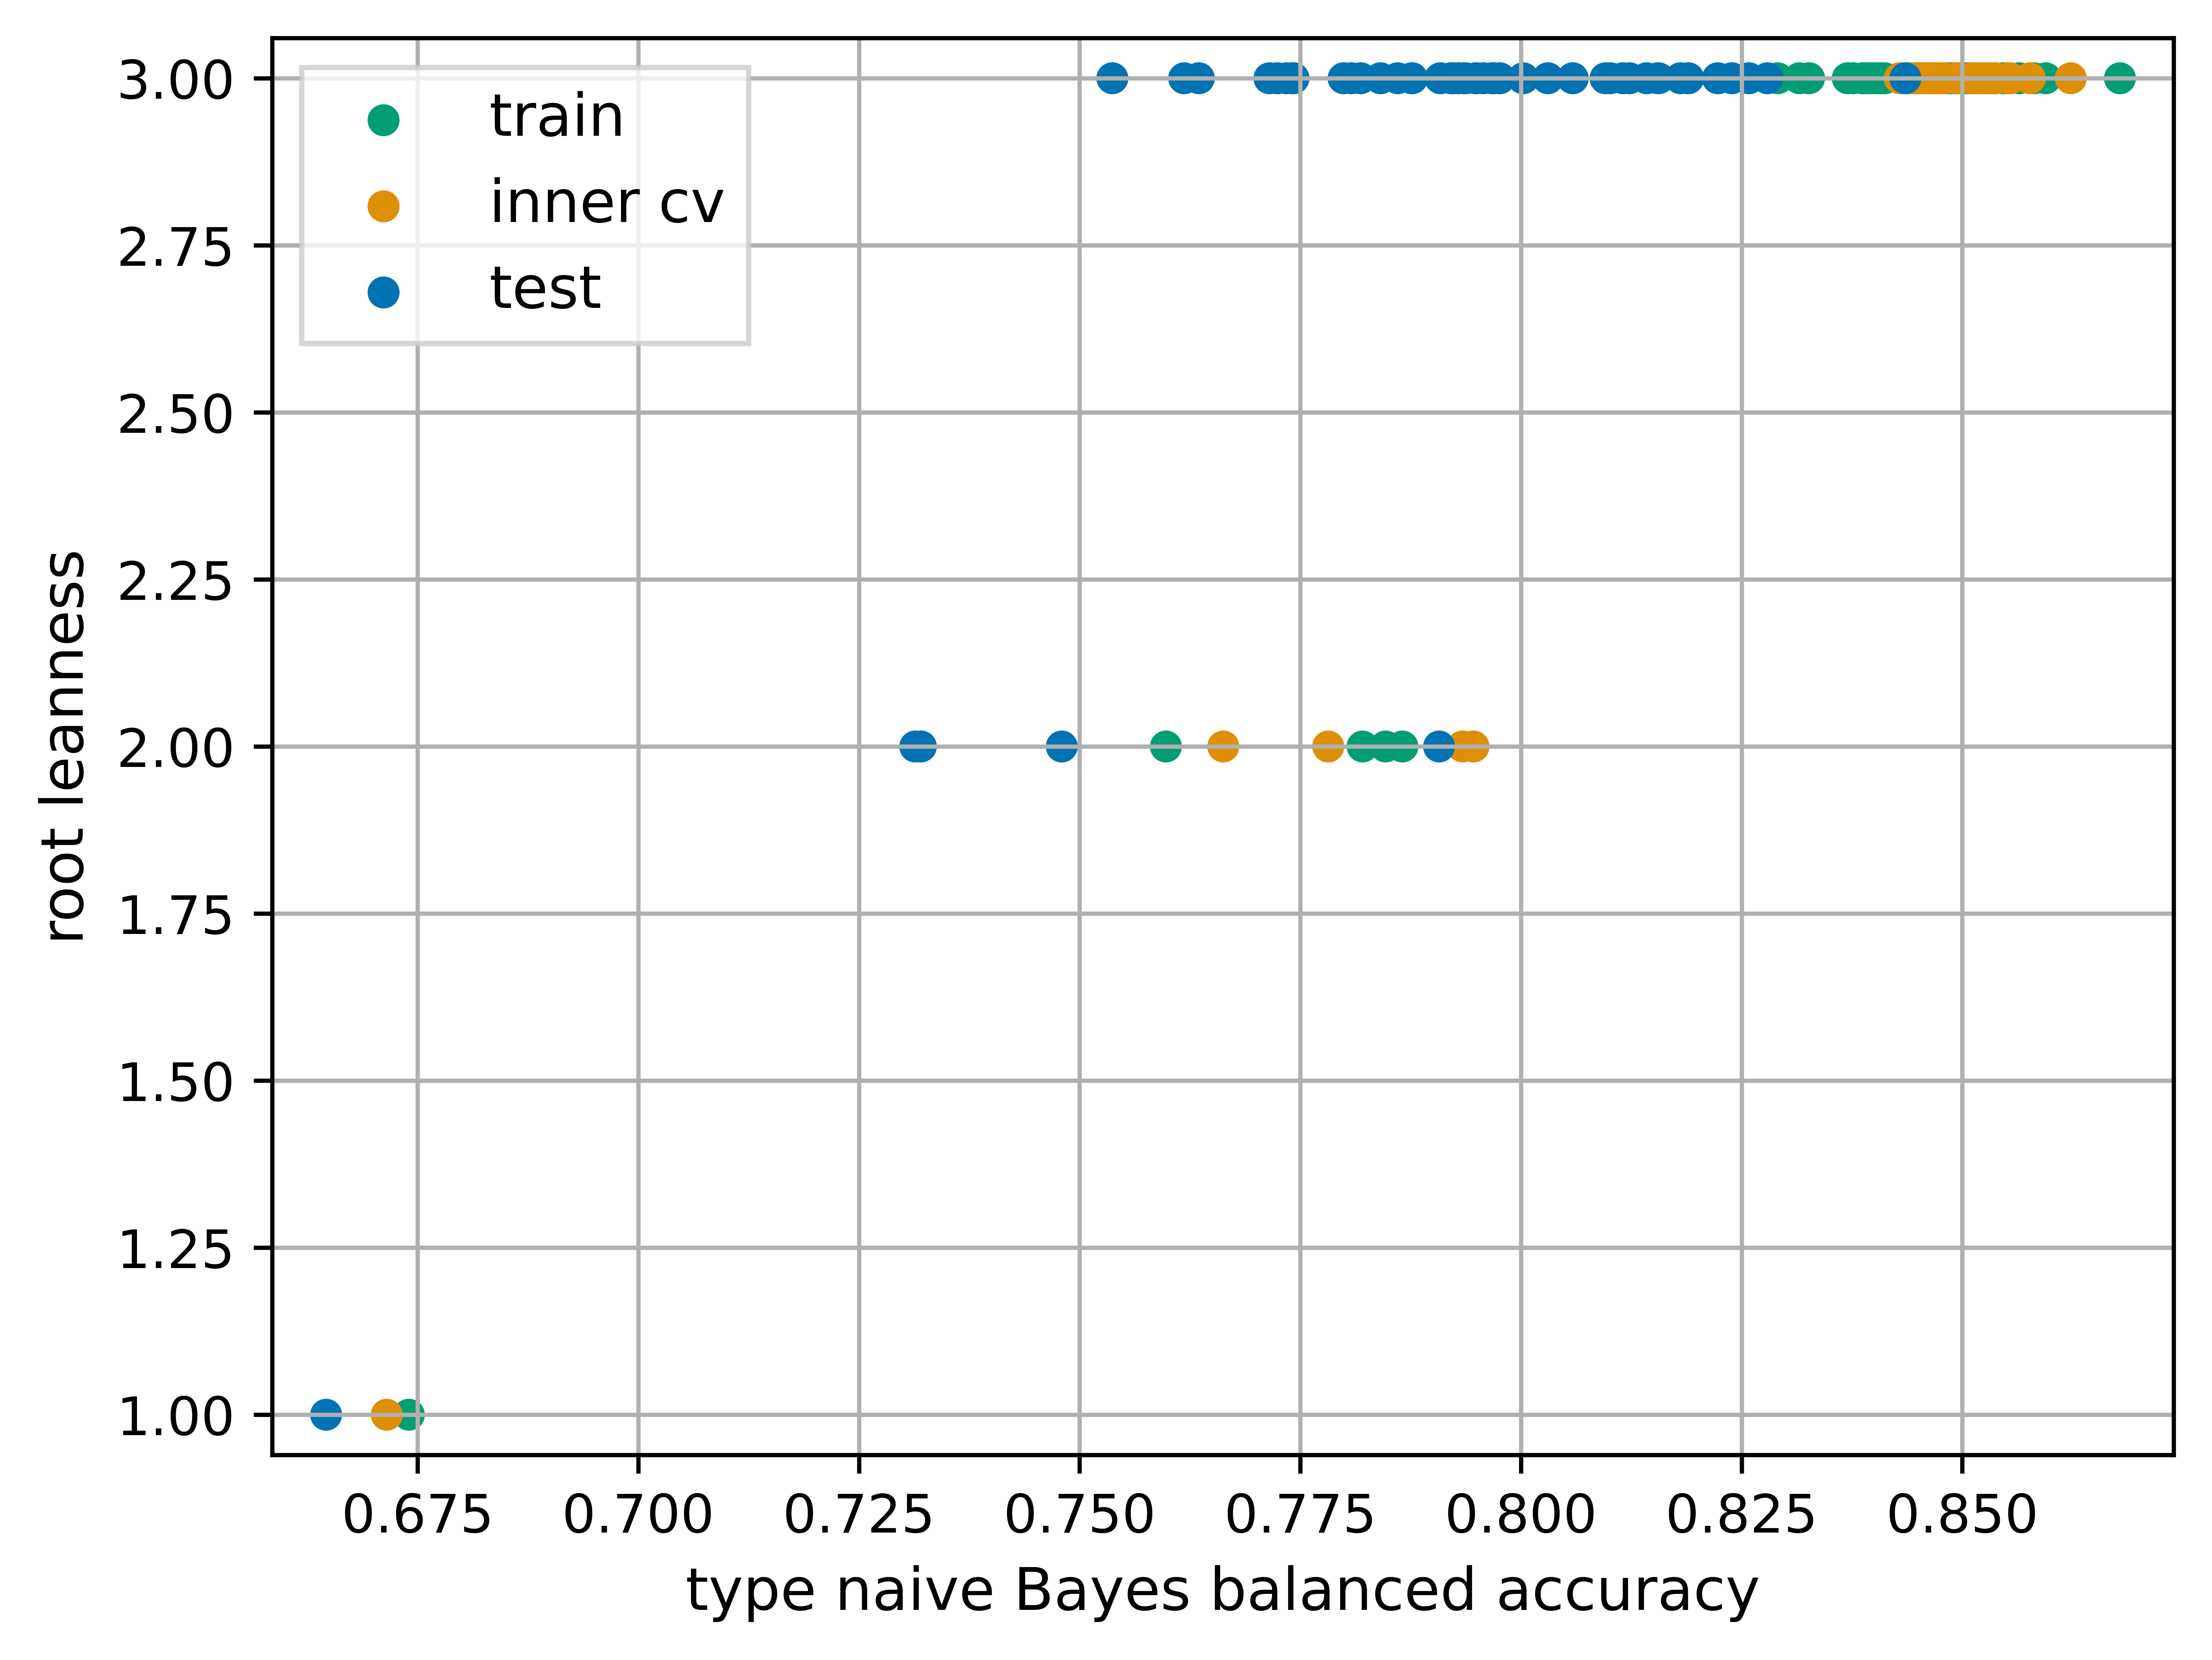 3.00
2.75
2.50
2.25
2.00
1.75
1.50
1.25
1.00
root leanness
train
inner cv
test
0.675 0.700 0.725 0.750 0.775 0.800 0.825 0.850
type naive Bayes balanced accuracy